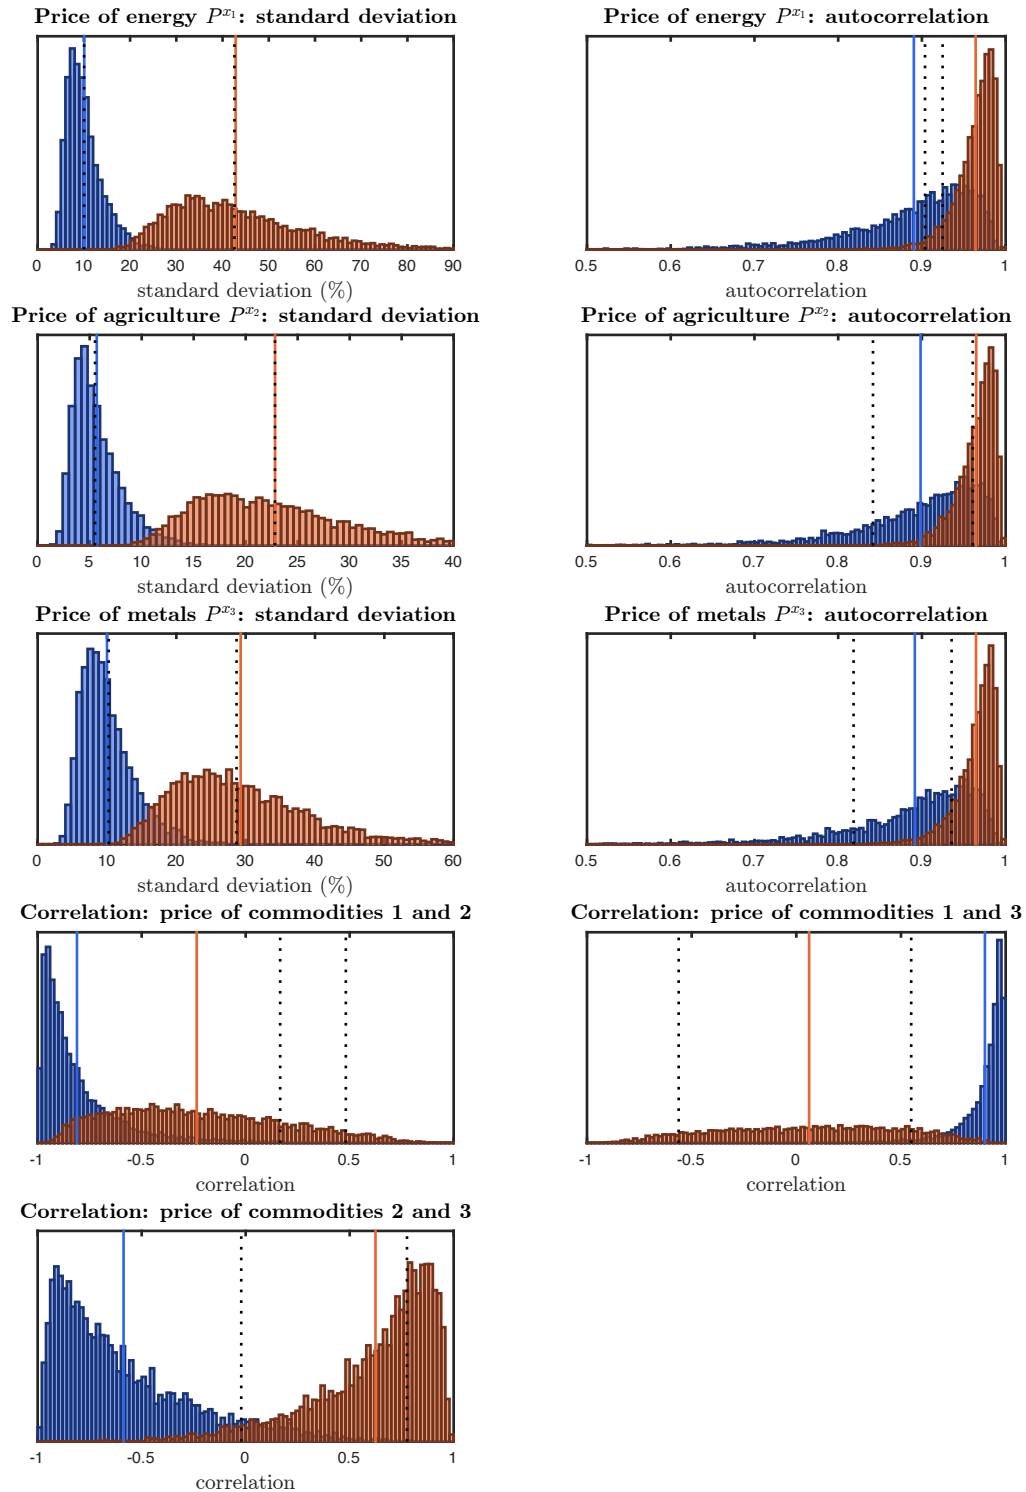 Price of energy P^{x_1}: standard deviation
0 10 20 30 40 50 60 70 80 90
standard deviation (%)
Price of energy P^{x_1}: autocorrelation
0.5 0.6 0.7 0.8 0.9 1
autocorrelation
Price of agriculture P^{x_2}: standard deviation
0 5 10 15 20 25 30 35 40
standard deviation (%)
Price of agriculture P^{x_2}: autocorrelation
0.5 0.6 0.7 0.8 0.9 1
autocorrelation
Price of metals P^{x_3}: standard deviation
0 10 20 30 40 50 60
standard deviation (%)
Price of metals P^{x_3}: autocorrelation
0.5 0.6 0.7 0.8 0.9 1
autocorrelation
Correlation: price of commodities 1 and 2
-1 -0.5 0 0.5 1
correlation
Correlation: price of commodities 1 and 3
-1 -0.5 0 0.5 1
correlation
Correlation: price of commodities 2 and 3
-1 -0.5 0 0.5 1
correlation